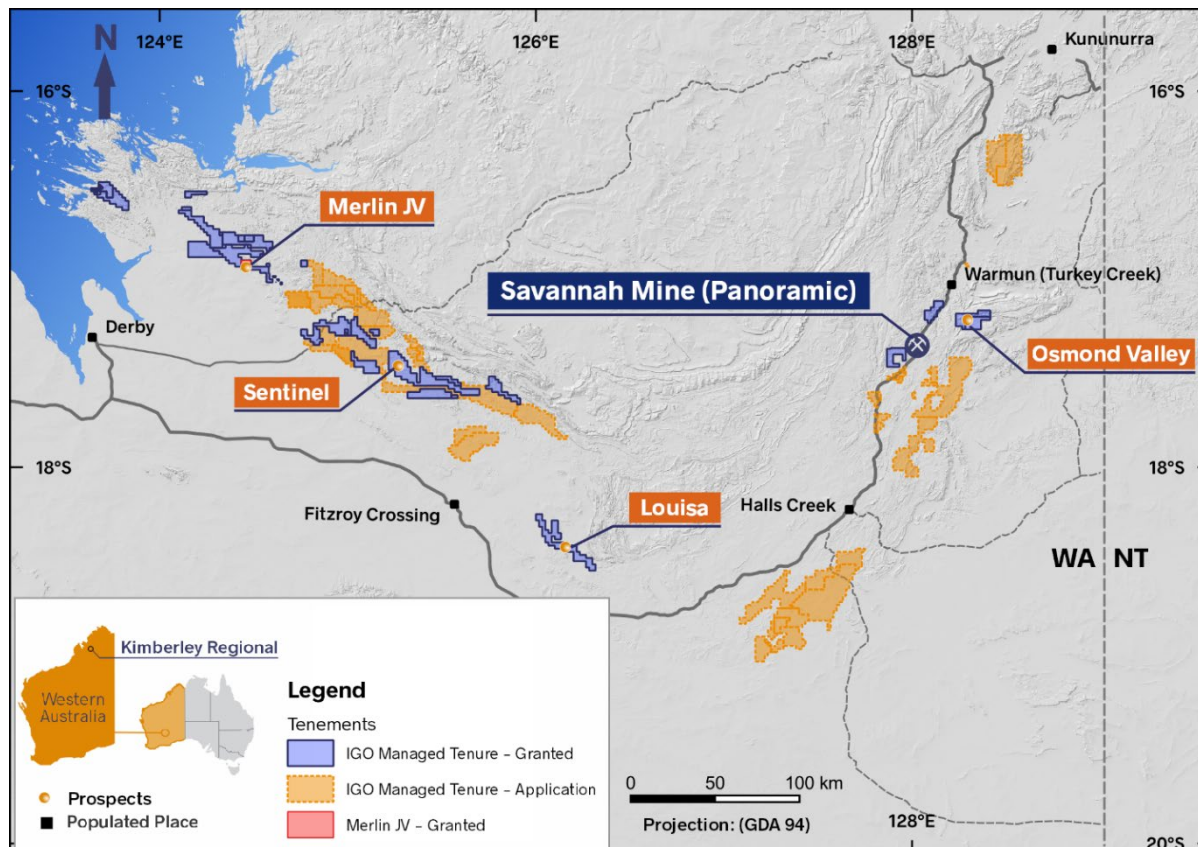 N
124°E
126°E
128°E
Kununurra
16°S
16°S
Merlin JV
Savannah Mine (Panoramic)
Warmun (Turkey Creek)
Derby
Osmond Valley
Sentinel
18°S
18°S
Fitzroy Crossing
Louisa
Halls Creek
WA
NT
Kimberley Regional
Western
Australia
Legend
Tenements
IGO Managed Tenure – Granted
IGO Managed Tenure – Application
Merlin JV – Granted
Prospects
Populated Place
0 50 100 km
Projection: (GDA 94)
128°E
20°S